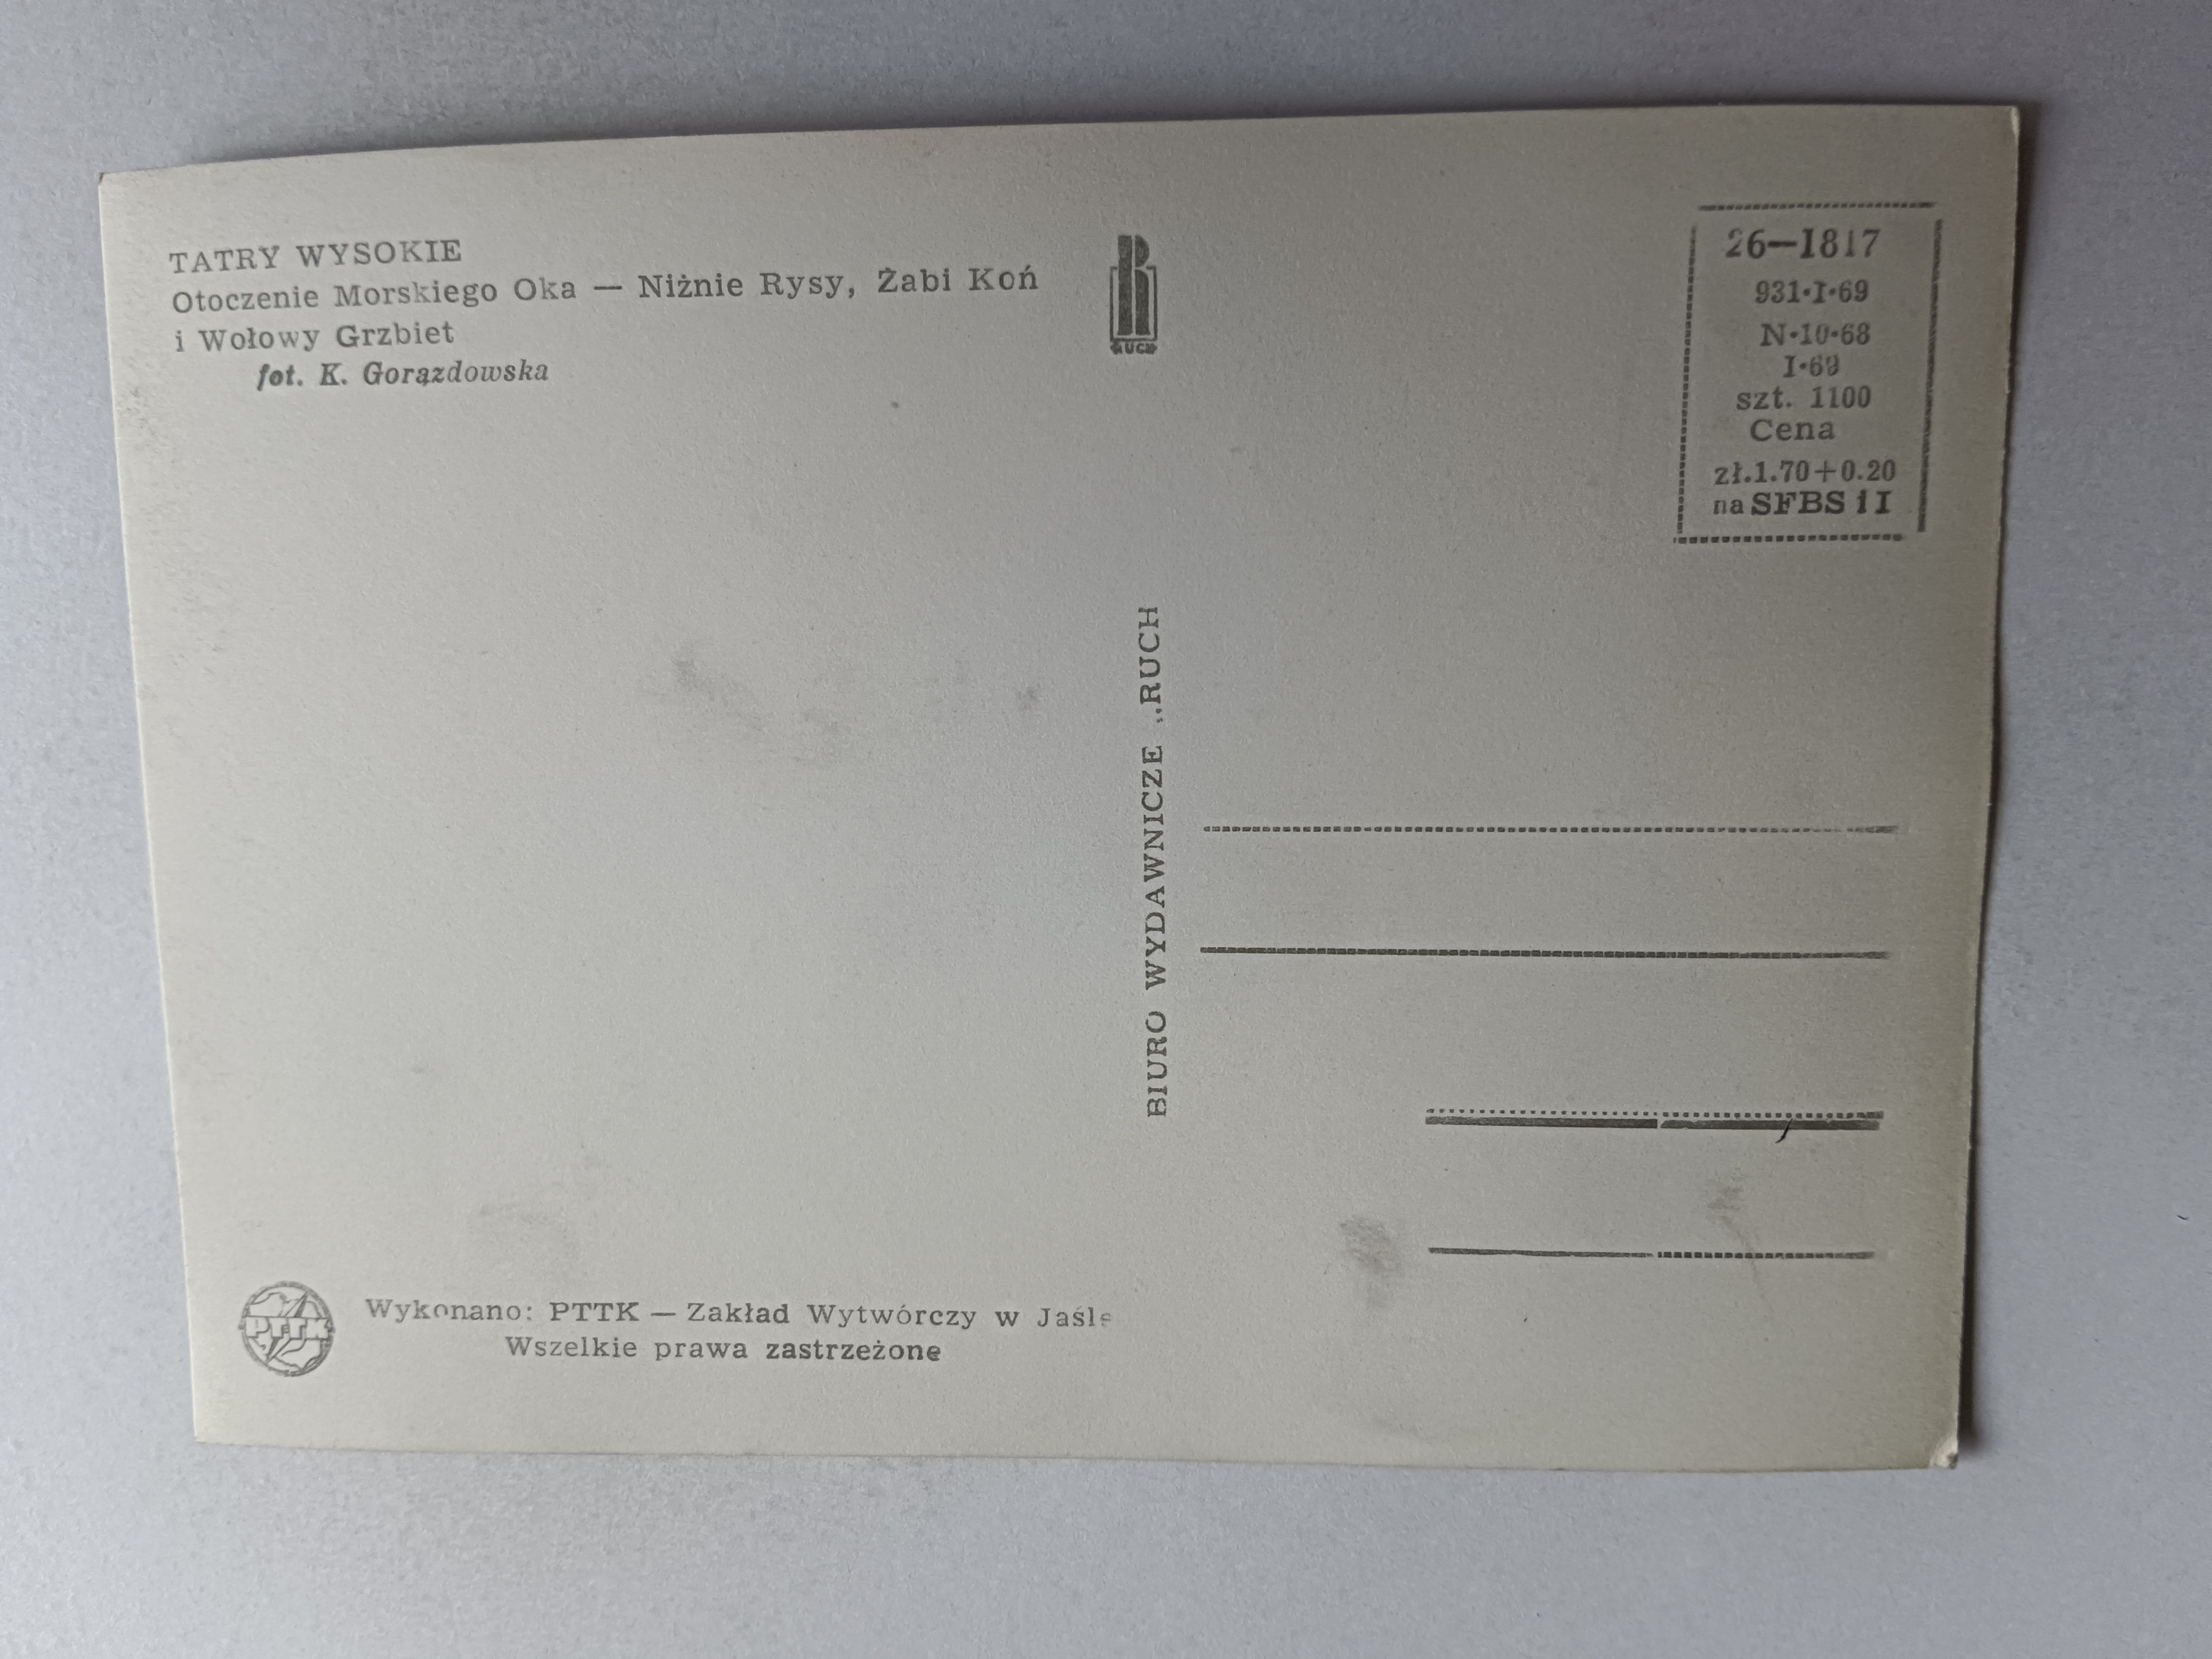 TATRY WYSOKIE
Otoczenie Morskiego Oka — Niżnie Rysy, Żabi Koń
i Wołowy Grzbiet
fot. K. Gorązdowska
RUCH
26—1817
931·I·69
N·10·68
I·69
szt. 1100
Cena
zł.1.70+0.20
na SFBS i I
BIURO WYDAWNICZE „RUCH
PTTK
Wykonano: PTTK — Zakład Wytwórczy w Jaśle
Wszelkie prawa zastrzeżone